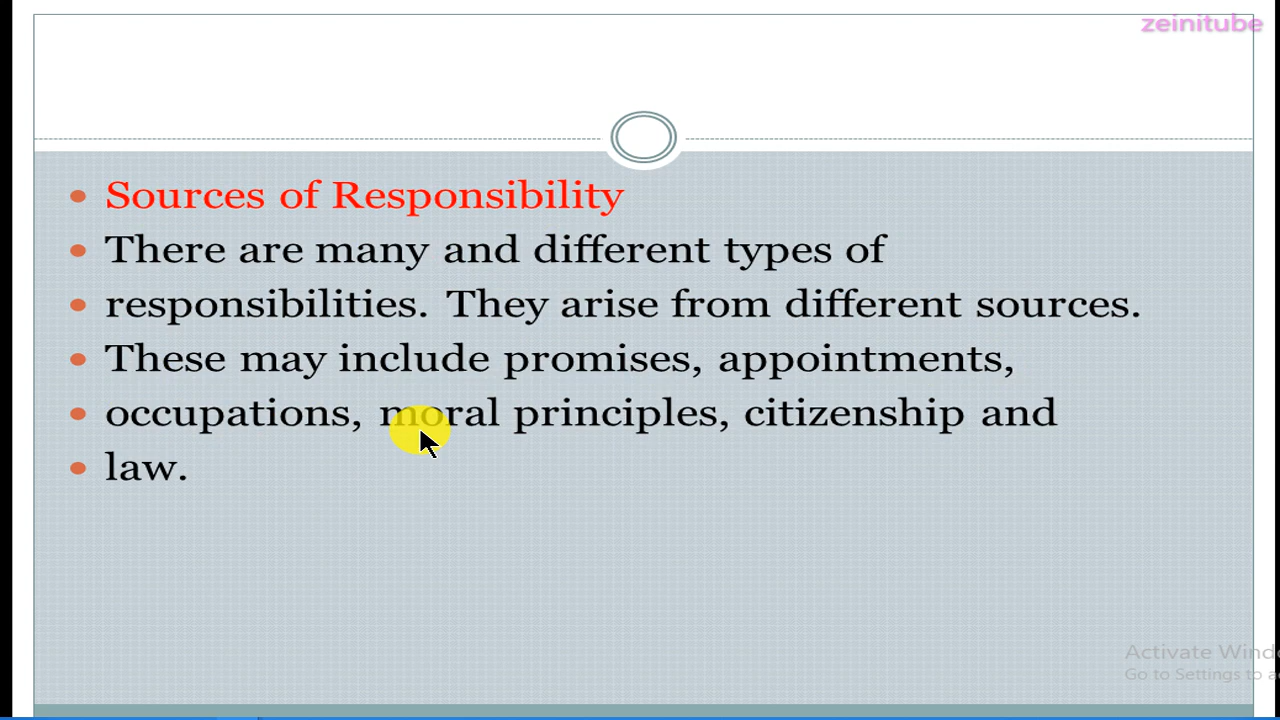 zeinitube
Sources of Responsibility
There are many and different types of
responsibilities. They arise from different sources.
These may include promises, appointments,
occupations, moral principles, citizenship and
law.
Activate Wind
Go to Settings to a